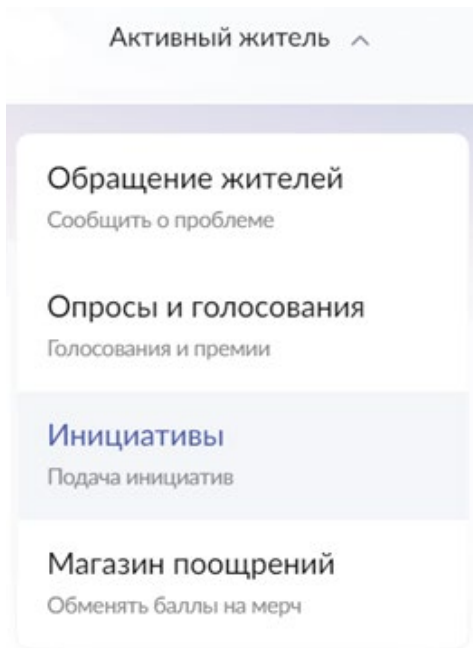 Активный житель
Обращение жителей
Сообщить о проблеме
Опросы и голосования
Голосования и премии
Инициативы
Подача инициатив
Магазин поощрений
Обменять баллы на мерч